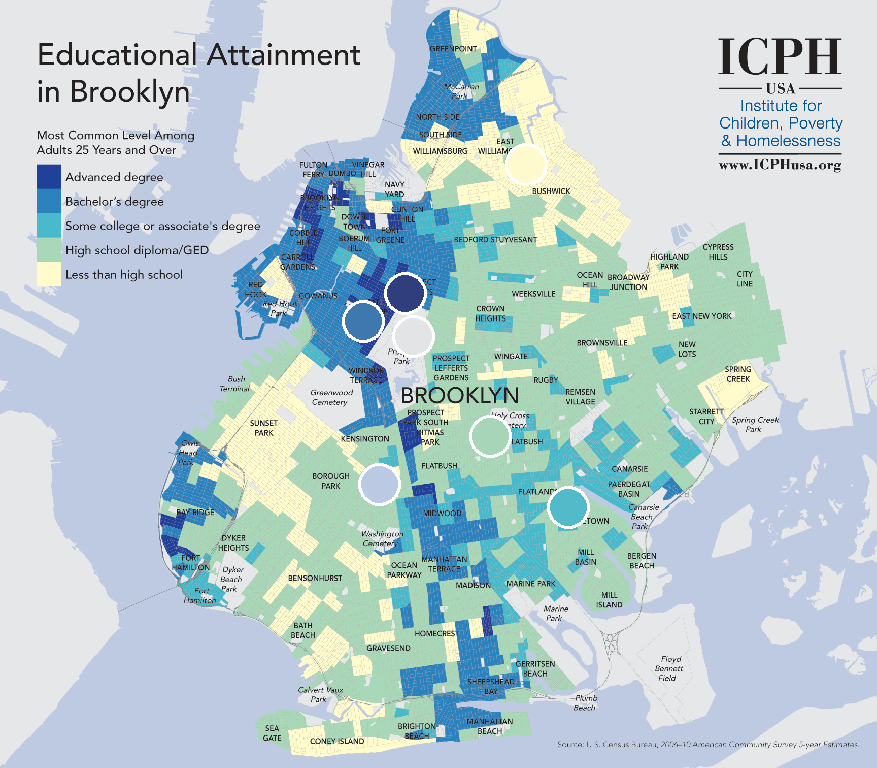 Educational Attainment
in Brooklyn
Most Common Level Among
Adults 25 Years and Over
Advanced degree
Bachelor's degree
Some college or associate's degree
High school diploma/GED
Less than high school
ICPH
USA
Institute for
Children, Poverty
& Homelessness
www.ICPHusa.org
GREENPOINT
McCarren
Park
NORTH SIDE
SOUTH SIDE
WILLIAMSBURG
EAST
BUSHWICK
FULTON
FERRY
DUMBO
VINEGAR
HILL
NAVY
YARD
BROOKLYN
HEIGHTS
CLINTON
HILL
DOWN
TOWN
FORT
GREENE
COBBLE
HILL
BOERUM
HILL
CARROLL
GARDENS
BEDFORD STUYVESANT
RED
HOOK
Red Hook
Park
GOWANUS
CROWN
HEIGHTS
WEEKSVILLE
OCEAN
HILL
BROADWAY
JUNCTION
HIGHLAND
PARK
CYPRESS
HILLS
CITY
LINE
EAST NEW YORK
NEW
LOTS
BROWNSVILLE
SPRING
CREEK
STARRETT
CITY
Spring Creek
Park
Park
PROSPECT
LEFFERTS
GARDENS
WINGATE
RUGBY
REMSEN
VILLAGE
WINDSOR
TERRACE
Bush
Terminal
Greenwood
Cemetery
BROOKLYN
PROSPECT
PARK SOUTH
DITMAS
PARK
Holy Cross
SUNSET
PARK
KENSINGTON
FLATBUSH
BOROUGH
PARK
CANARSIE
PAERDEGAT
BASIN
Canarsie
Beach
Park
Owls
Head
Park
BAY RIDGE
DYKER
HEIGHTS
FORT
HAMILTON
Fort
Hamilton
Dyker
Beach
Park
MIDWOOD
Washington
Cemetery
OCEAN
PARKWAY
MANHATTAN
TERRACE
MADISON
MARINE PARK
Marine
Park
MILL
BASIN
BERGEN
BEACH
MILL
ISLAND
BENSONHURST
BATH
BEACH
GRAVESEND
HOMECREST
GERRITSEN
BEACH
SHEEPSHEAD
BAY
Floyd
Bennett
Field
Plumb
Beach
Calvert Vaux
Park
SEA
GATE
CONEY ISLAND
BRIGHTON
BEACH
MANHATTAN
BEACH
Source: U.S. Census Bureau, 2006–10 American Community Survey 5-year Estimates.